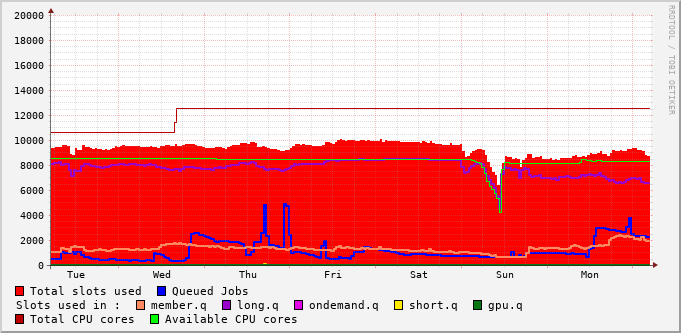 20000
18000
16000
14000
12000
10000
8000
6000
4000
2000
0
Tue Wed Thu Fri Sat Sun Mon
Total slots used Queued Jobs
Slots used in : member.q long.q ondemand.q short.q gpu.q
Total CPU cores Available CPU cores
RRDTOOL / TOBI OETIKER